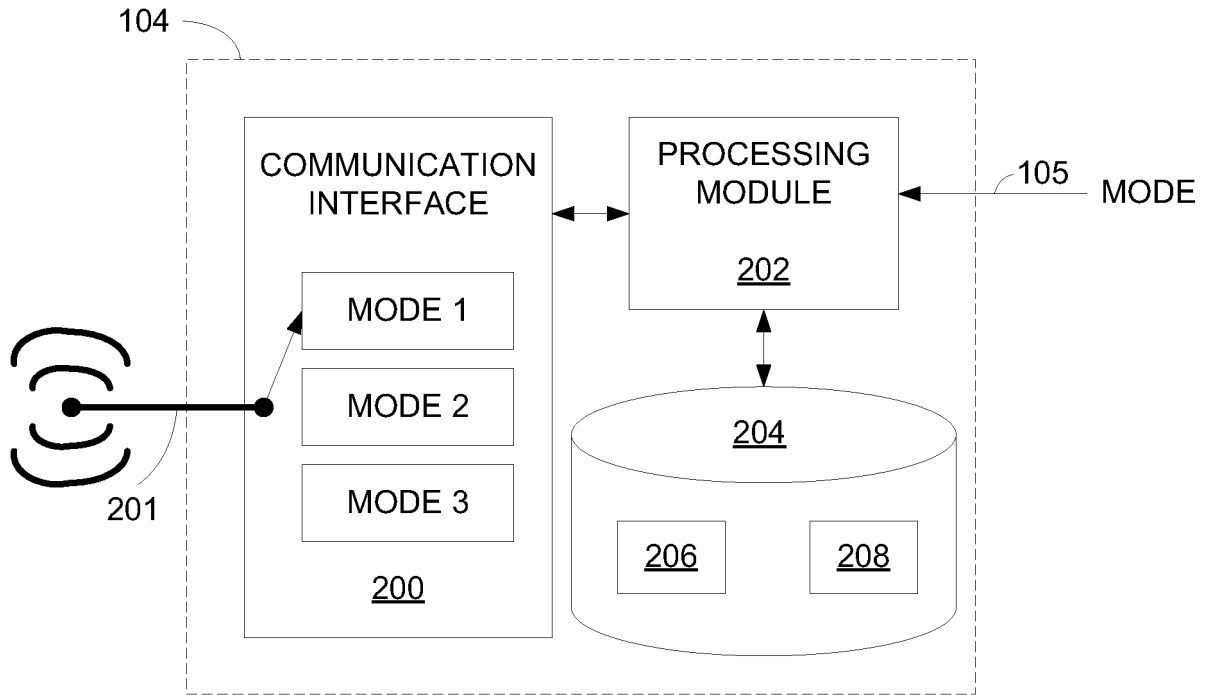 104
COMMUNICATION
INTERFACE
PROCESSING
MODULE
105
MODE
202
MODE 1
MODE 2
204
MODE 3
201
206
208
200